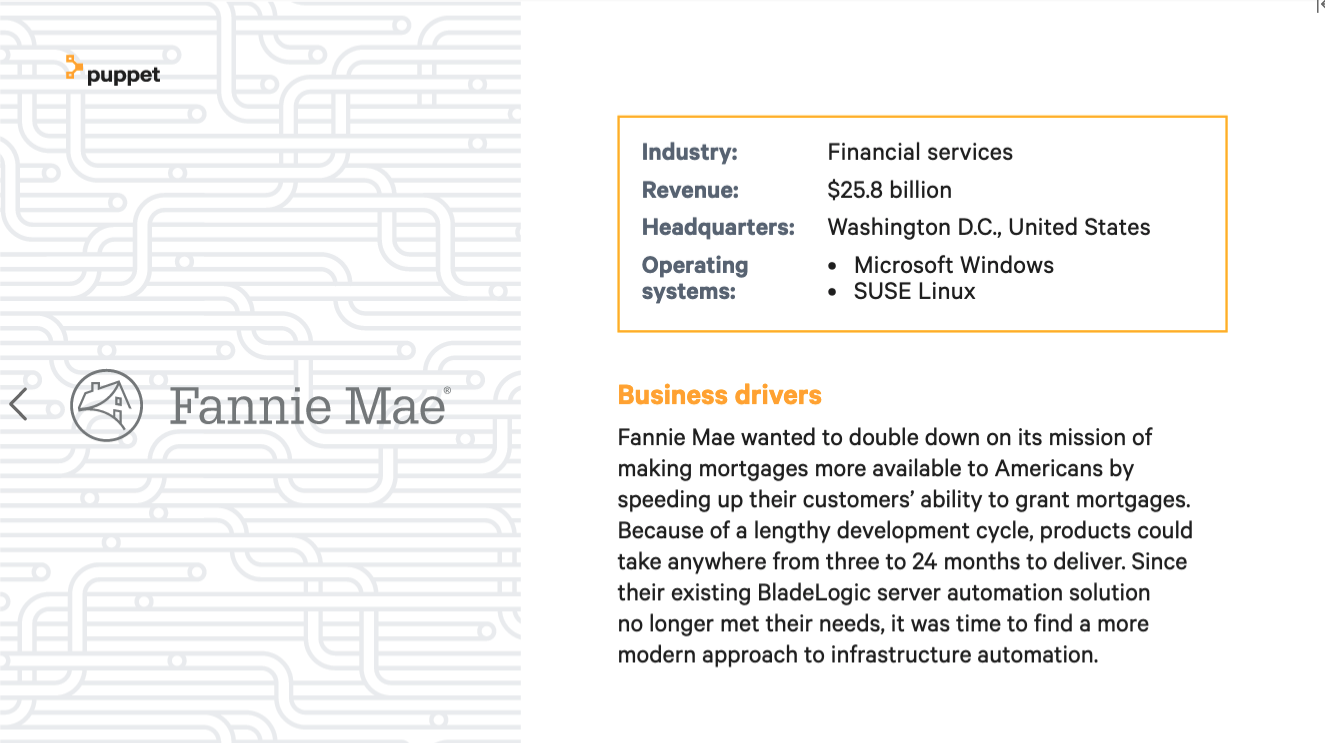 puppet
Fannie Mae®
Industry: Financial services
Revenue: $25.8 billion
Headquarters: Washington D.C., United States
Operating systems:
• Microsoft Windows
• SUSE Linux
Business drivers
Fannie Mae wanted to double down on its mission of
making mortgages more available to Americans by
speeding up their customers’ ability to grant mortgages.
Because of a lengthy development cycle, products could
take anywhere from three to 24 months to deliver. Since
their existing BladeLogic server automation solution
no longer met their needs, it was time to find a more
modern approach to infrastructure automation.